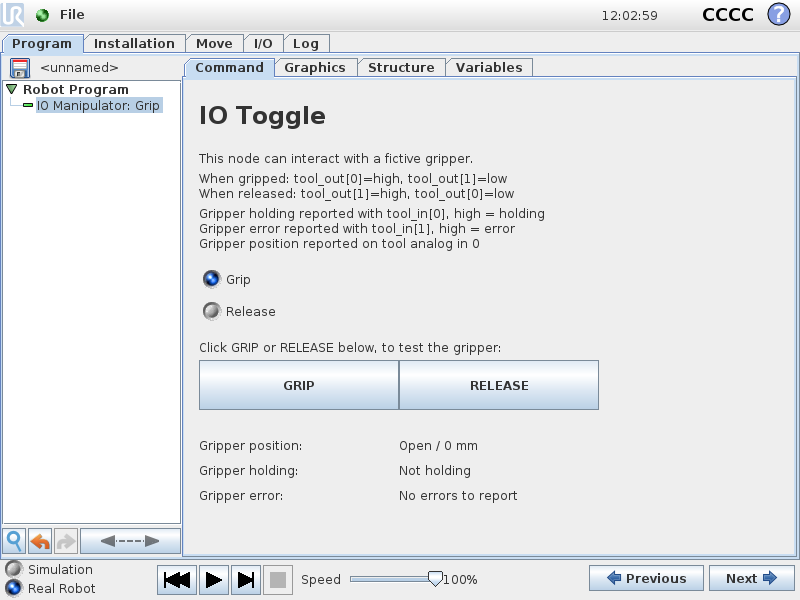 UR
File
12:02:59
CCCC
?
Program
Installation
Move
I/O
Log
<unnamed>
Command
Graphics
Structure
Variables
Robot Program
IO Manipulator: Grip
IO Toggle
This node can interact with a fictive gripper.
When gripped: tool_out[0]=high, tool_out[1]=low
When released: tool_out[1]=high, tool_out[0]=low
Gripper holding reported with tool_in[0], high = holding
Gripper error reported with tool_in[1], high = error
Gripper position reported on tool analog in 0
Grip
Release
Click GRIP or RELEASE below, to test the gripper:
GRIP
RELEASE
Gripper position: Open / 0 mm
Gripper holding: Not holding
Gripper error: No errors to report
Simulation
Real Robot
Speed
100%
Previous
Next